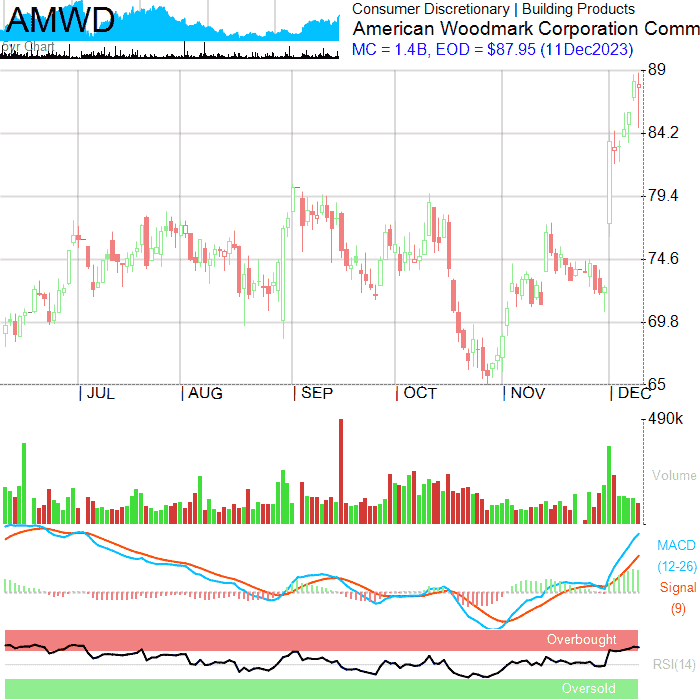 AMWD
5yr Chart
Consumer Discretionary | Building Products
American Woodmark Corporation Comm
MC = 1.4B, EOD = $87.95 (11Dec2023)
89
84.2
79.4
74.6
69.8
65
JUL
AUG
SEP
OCT
NOV
DEC
490k
Volume
MACD
(12-26)
Signal
(9)
Overbought
RSI(14)
Oversold